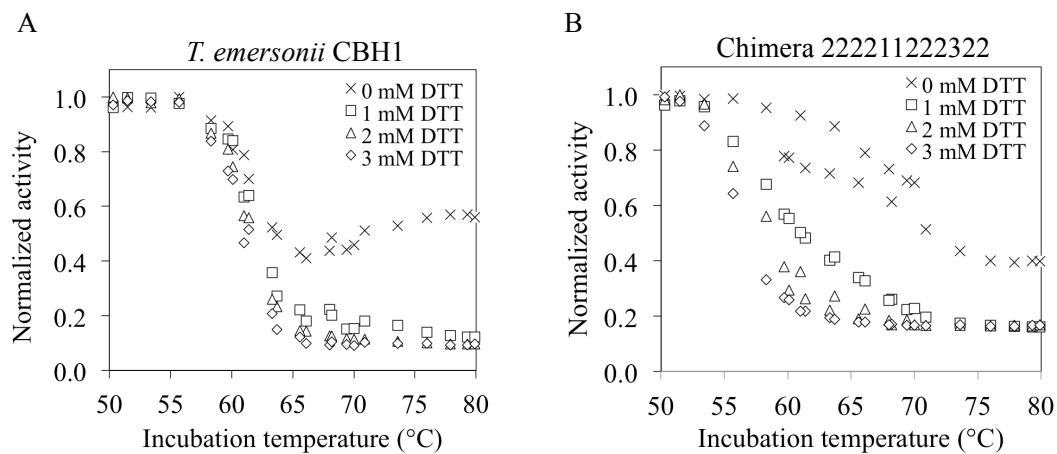 A
T. emersonii CBH1
0 mM DTT
1 mM DTT
2 mM DTT
3 mM DTT
Normalized activity
1.0
0.8
0.6
0.4
0.2
0.0
50 55 60 65 70 75 80
Incubation temperature (°C)
B
Chimera 222211222322
0 mM DTT
1 mM DTT
2 mM DTT
3 mM DTT
Normalized activity
1.0
0.8
0.6
0.4
0.2
0.0
50 55 60 65 70 75 80
Incubation temperature (°C)